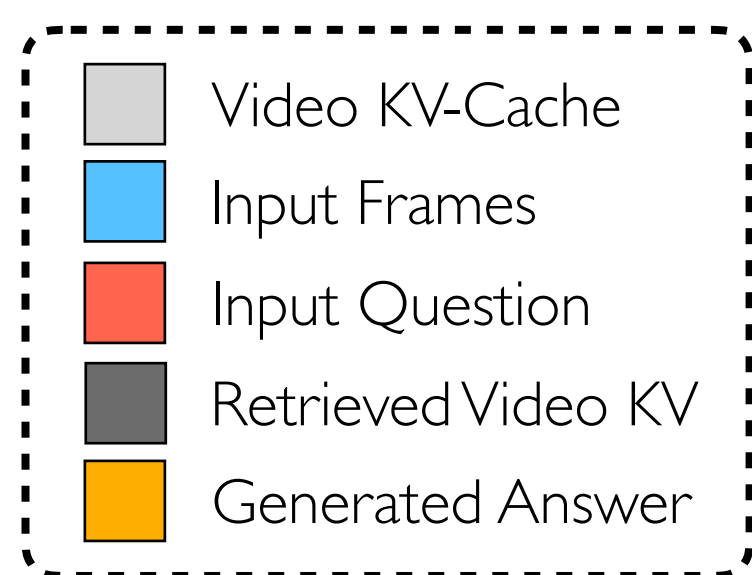 Video KV-Cache
Input Frames
Input Question
Retrieved Video KV
Generated Answer